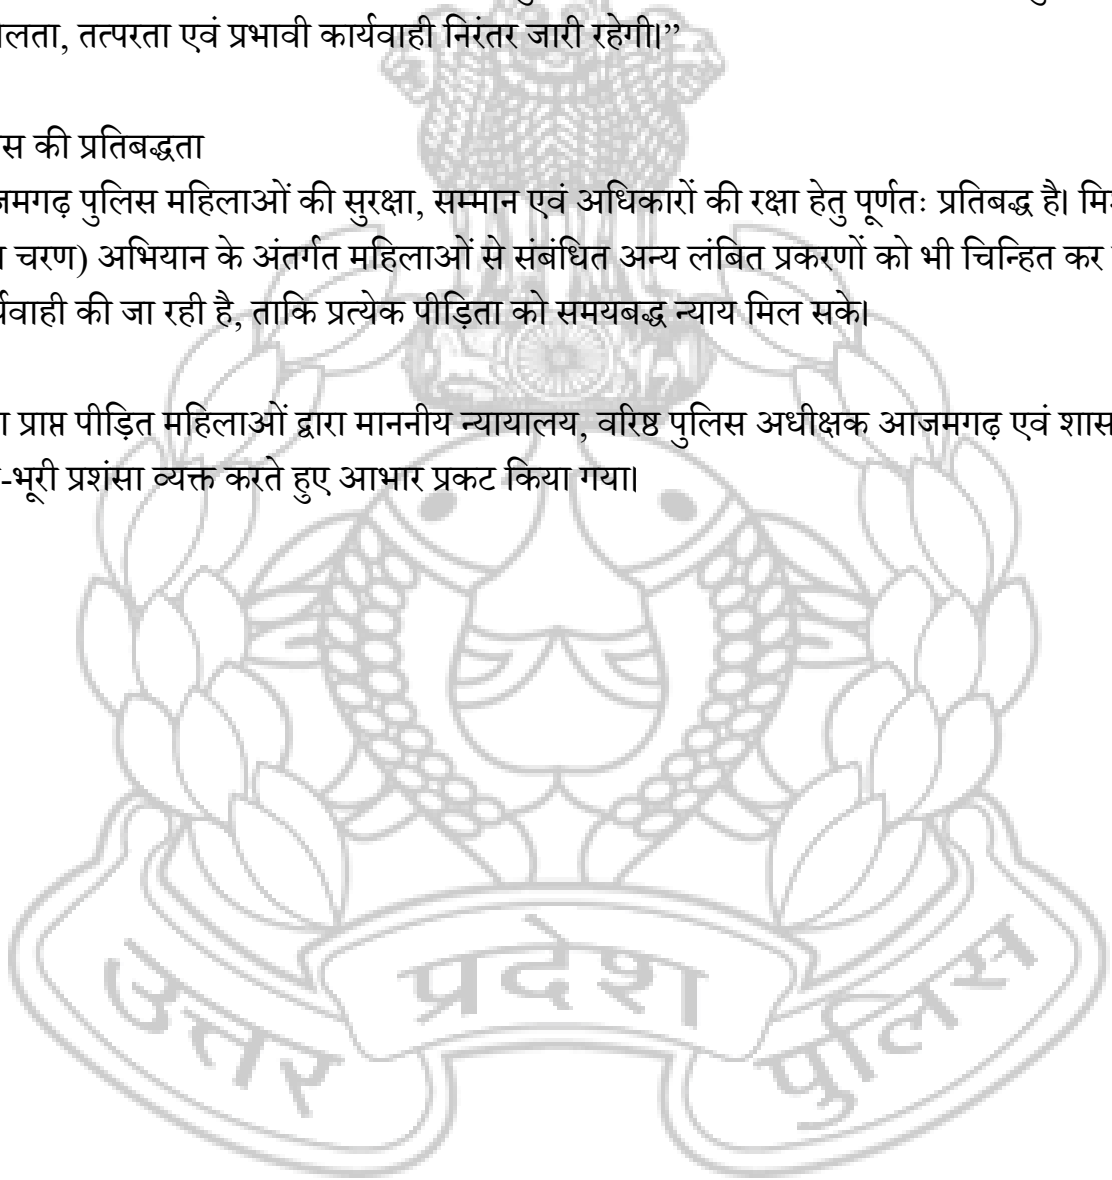 लता, तत्परता एवं प्रभावी कार्यवाही निरंतर जारी रहेगी।”
स की प्रतिबद्धता
जमगढ़ पुलिस महिलाओं की सुरक्षा, सम्मान एवं अधिकारों की रक्षा हेतु पूर्णतः प्रतिबद्ध है।
चरण) अभियान के अंतर्गत महिलाओं से संबंधित अन्य लंबित प्रकरणों को भी चिन्हित कर
वाही की जा रही है, ताकि प्रत्येक पीड़िता को समयबद्ध न्याय मिल सके।
प्राप्त पीड़ित महिलाओं द्वारा माननीय न्यायालय, वरिष्ठ पुलिस अधीक्षक आजमगढ़ एवं शास
-भूरी प्रशंसा व्यक्त करते हुए आभार प्रकट किया गया।
उत्तर प्रदेश पुलिस